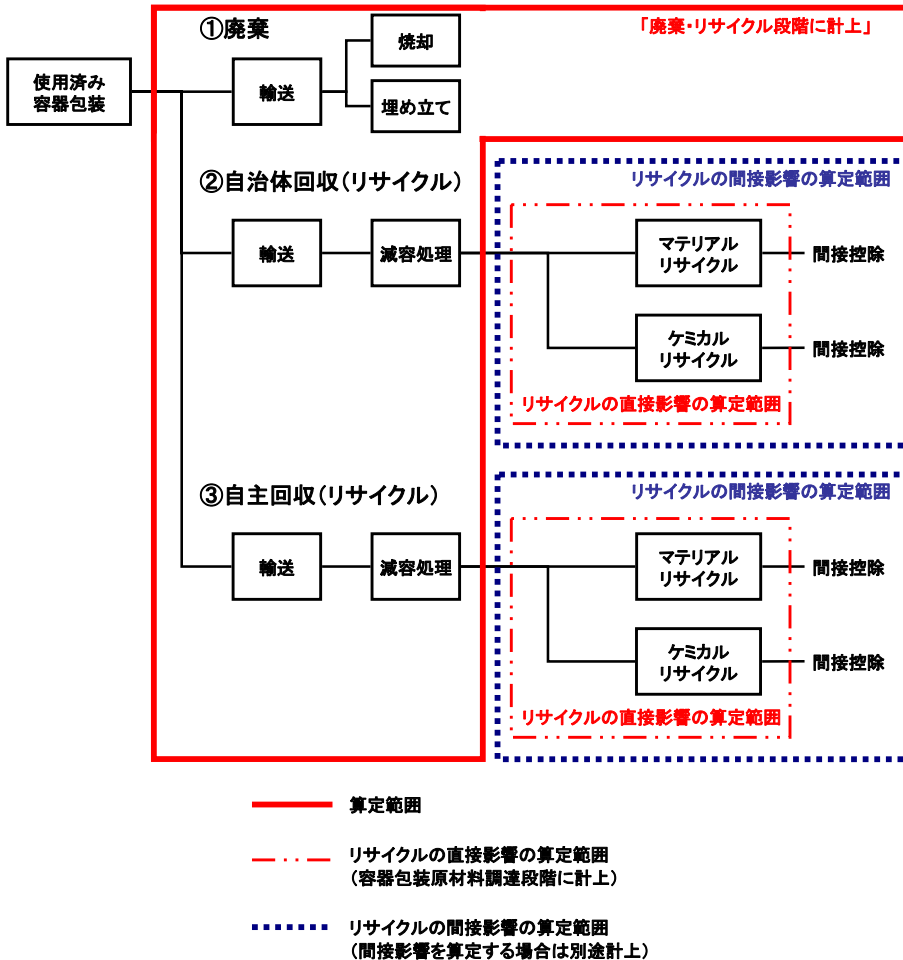 ①廃棄
「廃棄・リサイクル段階に計上」
使用済み
容器包装
輸送
焼却
埋め立て
②自治体回収(リサイクル)
リサイクルの間接影響の算定範囲
輸送
減容処理
マテリアル
リサイクル
間接控除
ケミカル
リサイクル
間接控除
リサイクルの直接影響の算定範囲
③自主回収(リサイクル)
リサイクルの間接影響の算定範囲
輸送
減容処理
マテリアル
リサイクル
間接控除
ケミカル
リサイクル
間接控除
リサイクルの直接影響の算定範囲
算定範囲
リサイクルの直接影響の算定範囲
(容器包装原材料調達段階に計上)
リサイクルの間接影響の算定範囲
(間接影響を算定する場合は別途計上)